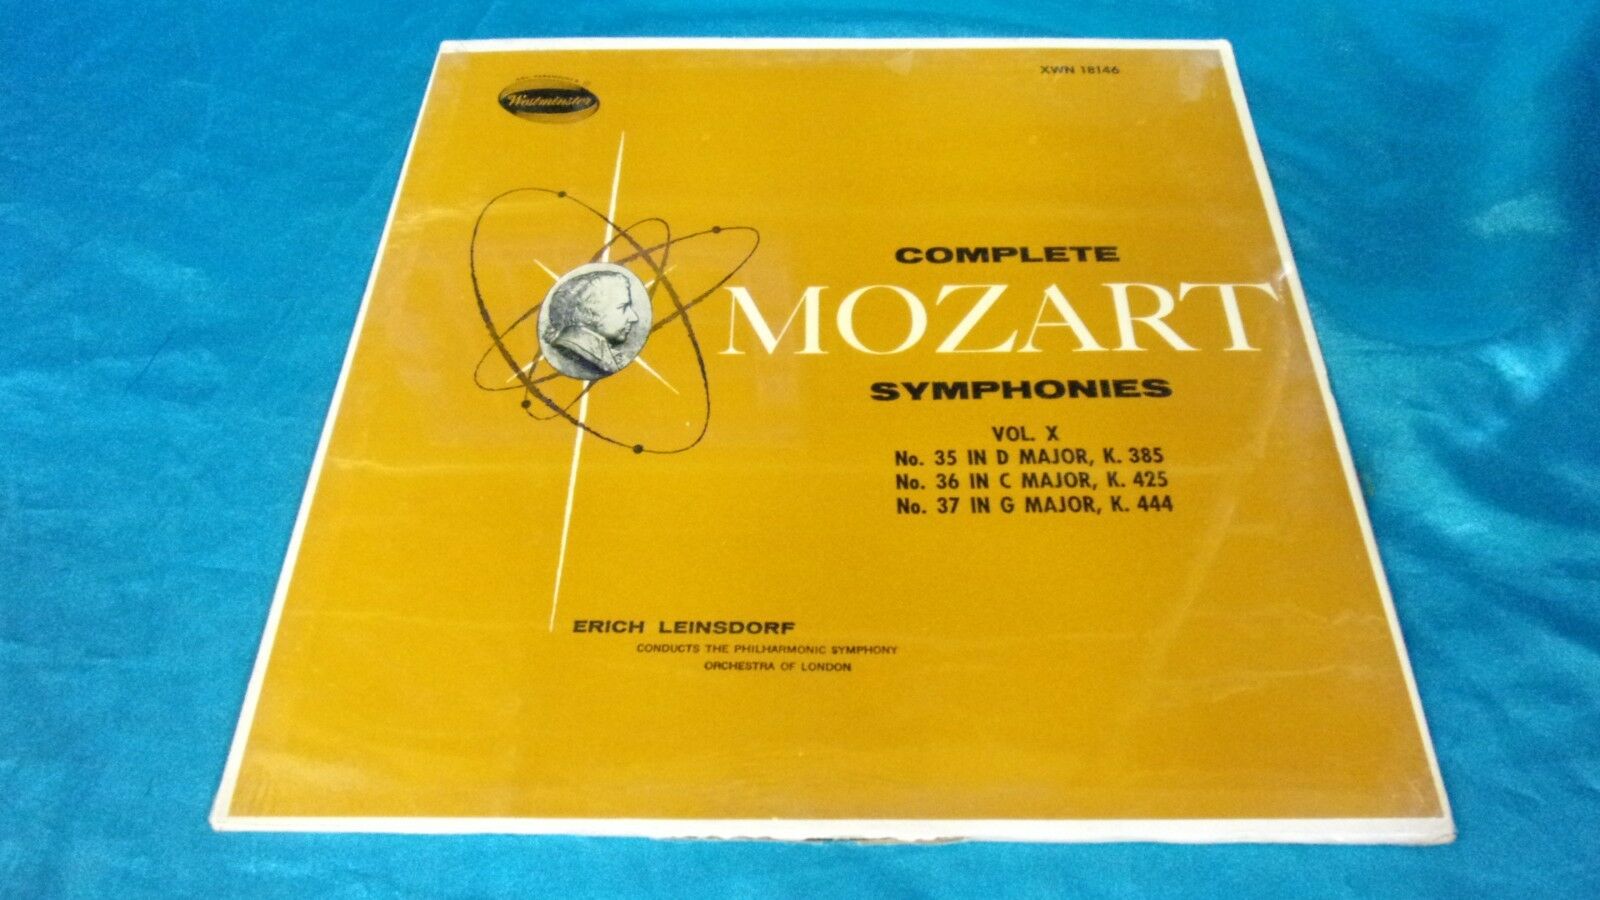 XWN 18146
Westminster
COMPLETE
MOZART
SYMPHONIES
VOL. X
No. 35 IN D MAJOR, K. 385
No. 36 IN C MAJOR, K. 425
No. 37 IN G MAJOR, K. 444
ERICH LEINSDORF
CONDUCTS THE PHILHARMONIC SYMPHONY
ORCHESTRA OF LONDON